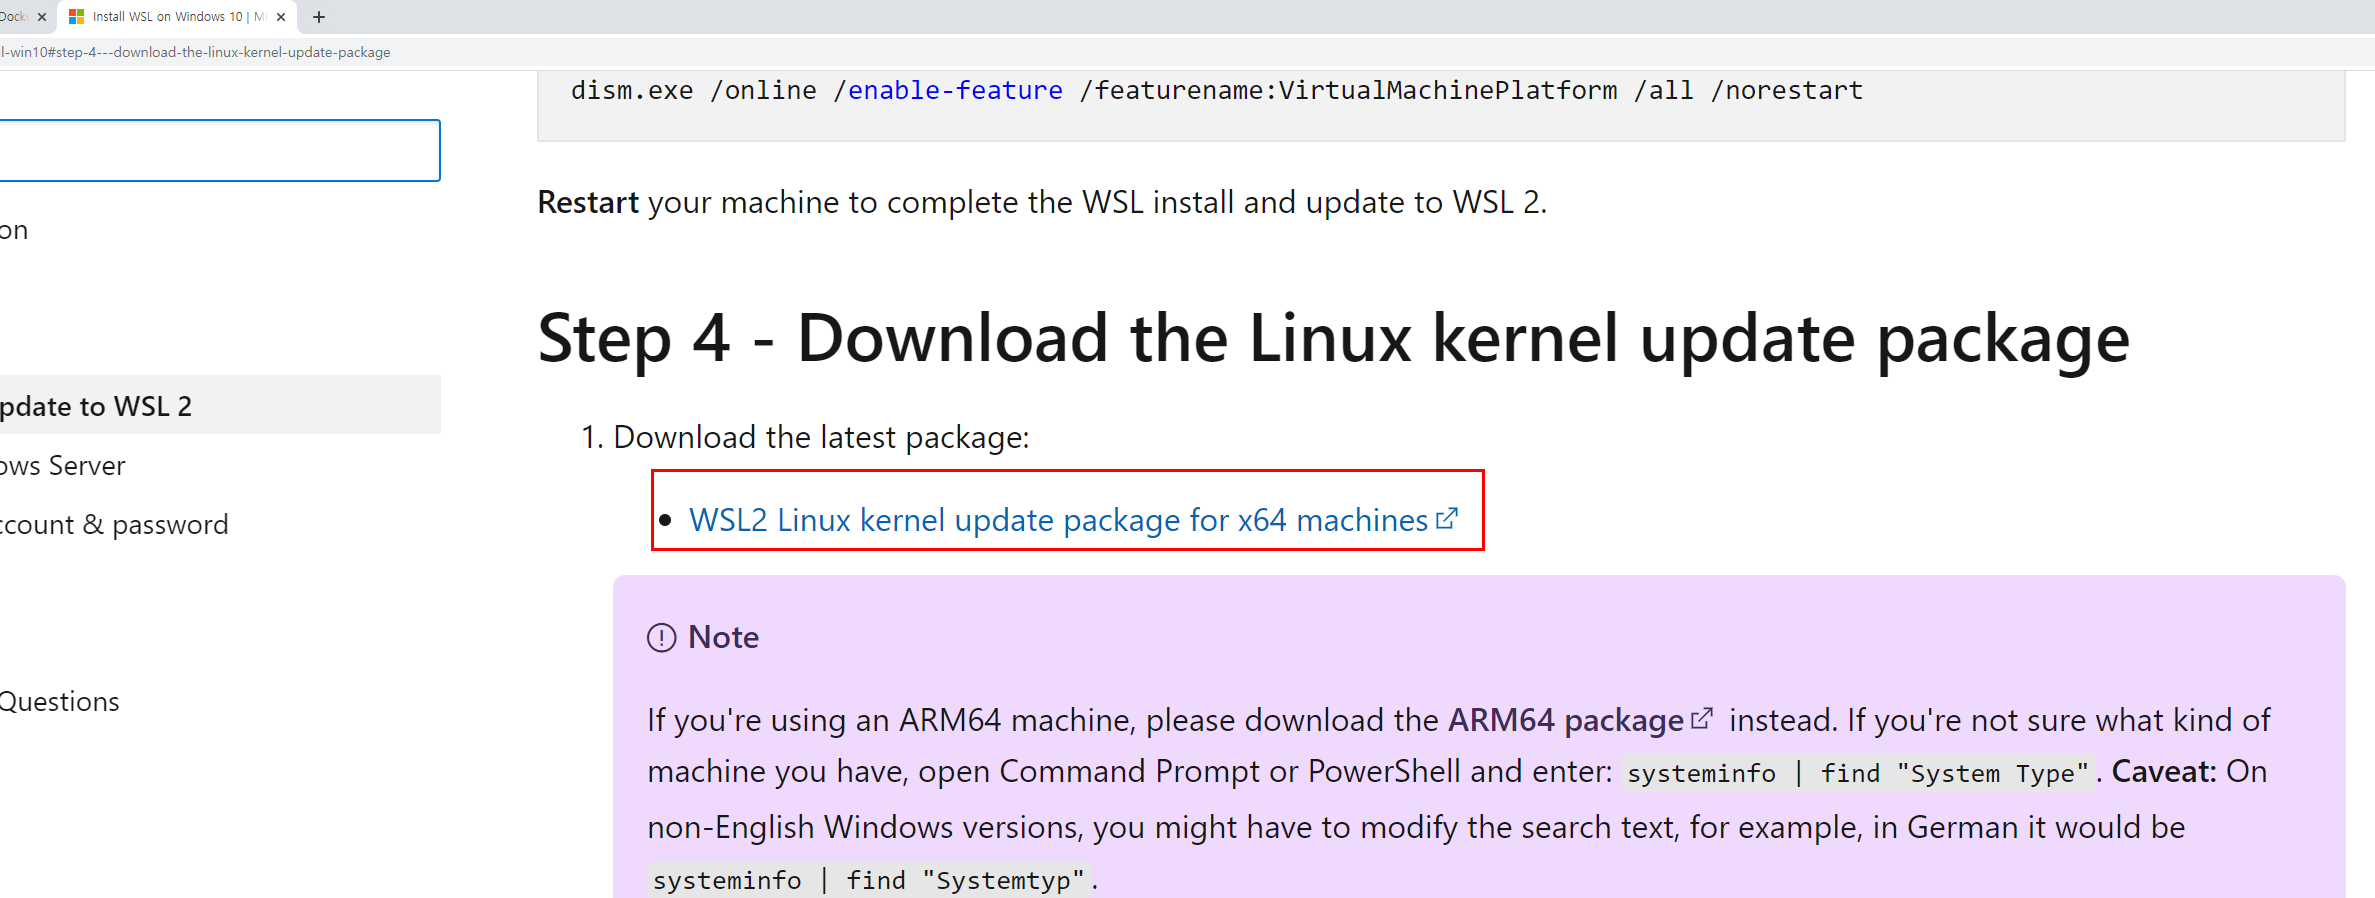 Docke
Install WSL on Windows 10 | M
l-win10#step-4---download-the-linux-kernel-update-package
dism.exe /online /enable-feature /featurename:VirtualMachinePlatform /all /norestart
Restart your machine to complete the WSL install and update to WSL 2.
on
Step 4 - Download the Linux kernel update package
pdate to WSL 2
1. Download the latest package:
ows Server
• WSL2 Linux kernel update package for x64 machines
ccount & password
Note
Questions
If you're using an ARM64 machine, please download the ARM64 package instead. If you're not sure what kind of
machine you have, open Command Prompt or PowerShell and enter: systeminfo | find "System Type". Caveat: On
non-English Windows versions, you might have to modify the search text, for example, in German it would be
systeminfo | find "Systemtyp".